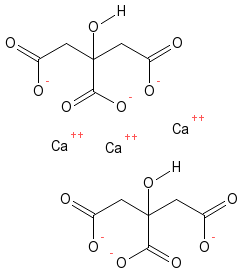 H
O
O O
O - O -
O O -
Ca ++ Ca ++ Ca ++
H
O
O O
O - O -
O - O